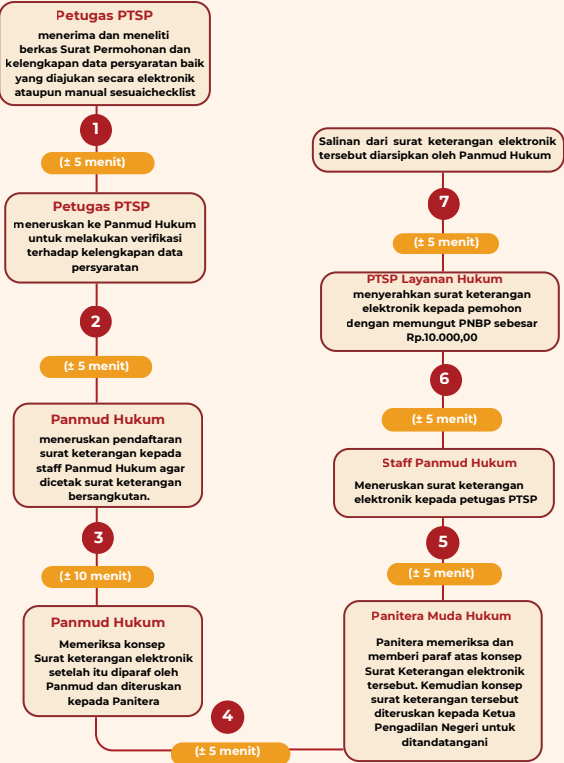 Petugas PTSP
menerima dan meneliti
berkas Surat Permohonan dan
kelengkapan data persyaratan baik
yang diajukan secara elektronik
ataupun manual sesuaichecklist
1
(± 5 menit)
Petugas PTSP
meneruskan ke Panmud Hukum
untuk melakukan verifikasi
terhadap kelengkapan data
persyaratan
2
(± 5 menit)
Panmud Hukum
meneruskan pendaftaran
surat keterangan kepada
staff Panmud Hukum agar
dicetak surat keterangan
bersangkutan.
3
(± 10 menit)
Panmud Hukum
Memeriksa konsep
Surat keterangan elektronik
setelah itu diparaf oleh
Panmud dan diteruskan
kepada Panitera
4
(± 5 menit)
Panitera Muda Hukum
Panitera memeriksa dan
memberi paraf atas konsep
Surat Keterangan elektronik
tersebut. Kemudian konsep
surat keterangan tersebut
diteruskan kepada Ketua
Pengadilan Negeri untuk
ditandatangani
5
(± 5 menit)
Staff Panmud Hukum
Meneruskan surat keterangan
elektronik kepada petugas PTSP
6
(± 5 menit)
PTSP Layanan Hukum
menyerahkan surat keterangan
elektronik kepada pemohon
dengan memungut PNBP sebesar
Rp.10.000,00
7
(± 5 menit)
Salinan dari surat keterangan elektronik
tersebut diarsipkan oleh Panmud Hukum